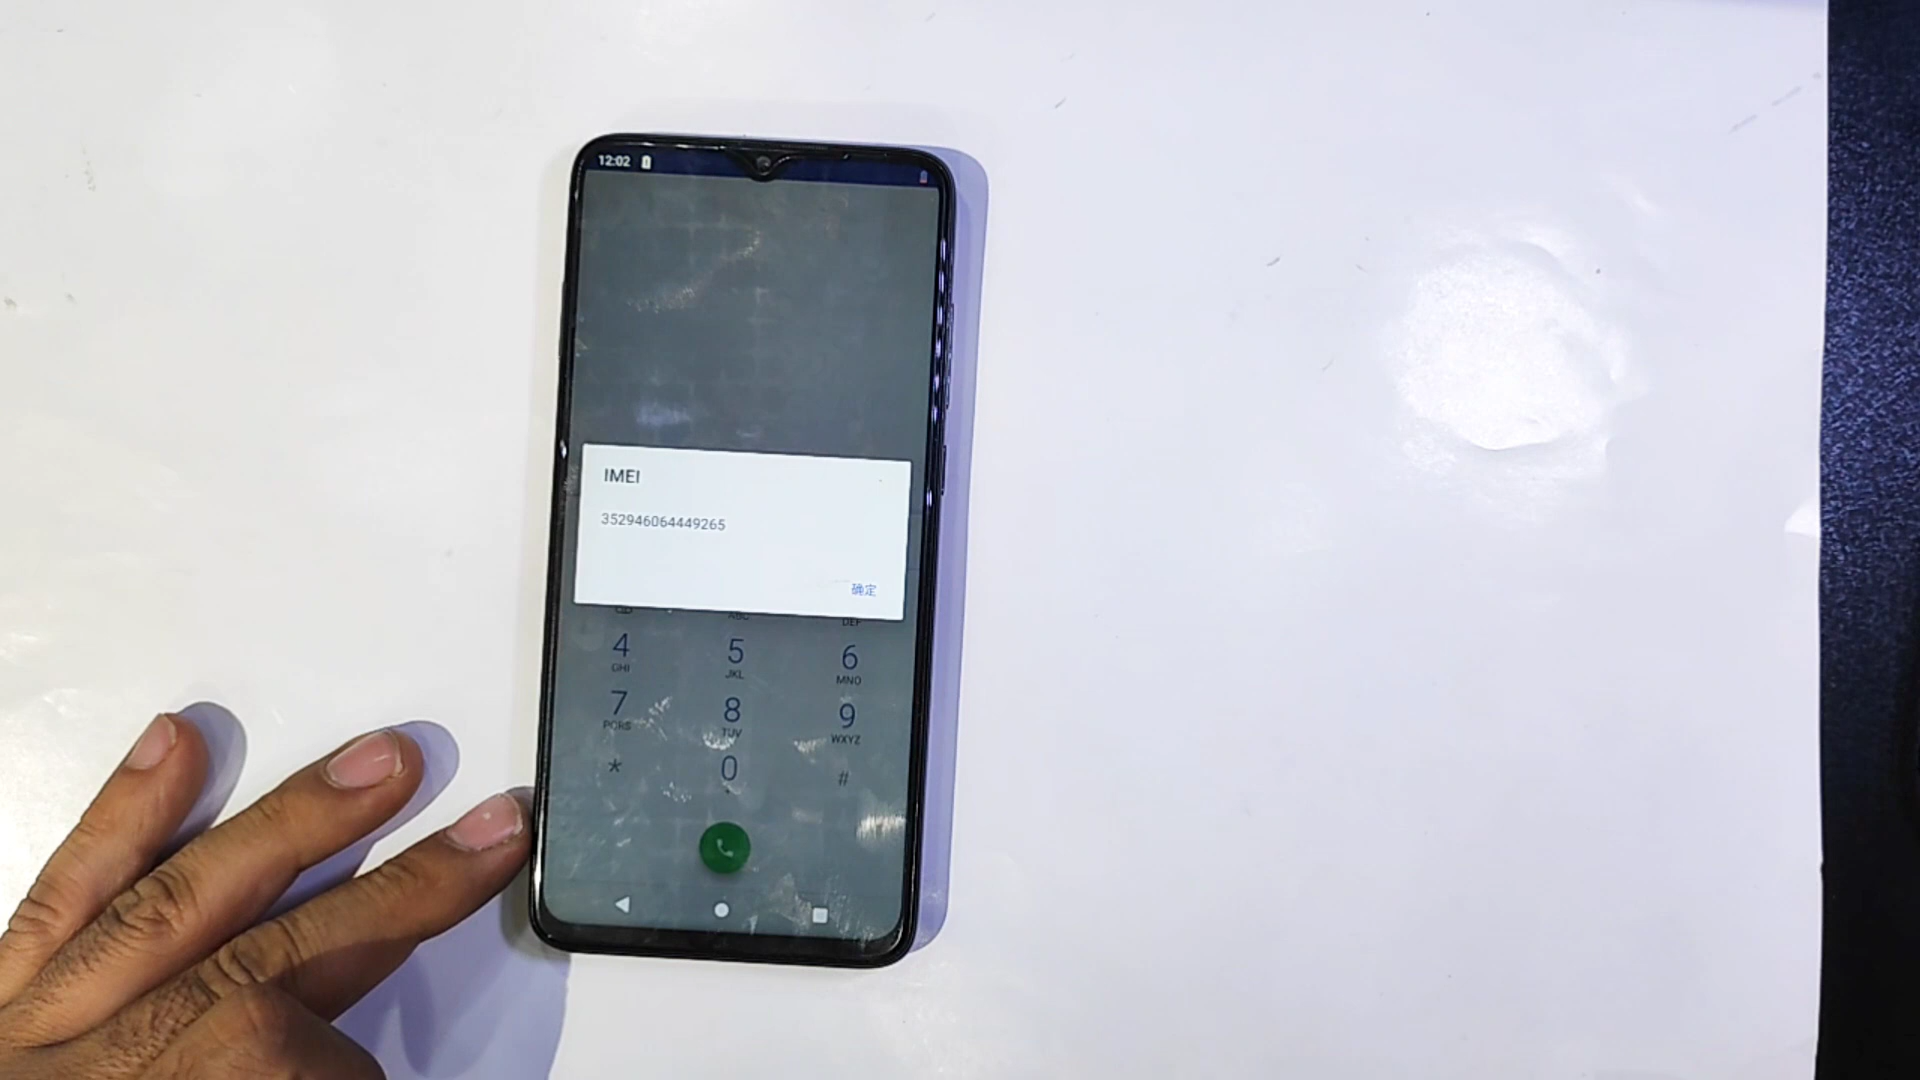 12:02
IMEI
352946064449265
确定
ABC
DEF
4
5
6
GHI
JKL
MNO
7
8
9
PQRS
TUV
WXYZ
*
0
#